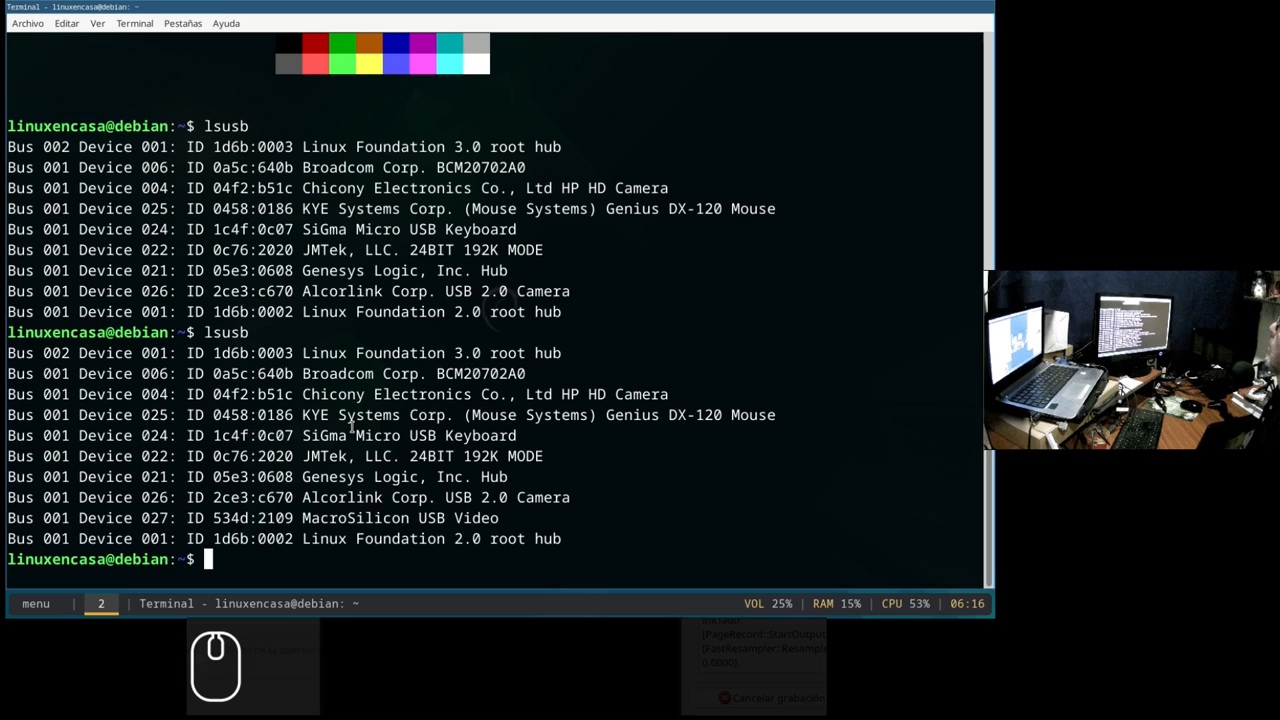 Terminal - linuxencasa@debian: ~
Archivo Editar Ver Terminal Pestañas Ayuda
linuxencasa@debian:~$ lsusb
Bus 002 Device 001: ID 1d6b:0003 Linux Foundation 3.0 root hub
Bus 001 Device 006: ID 0a5c:640b Broadcom Corp. BCM20702A0
Bus 001 Device 004: ID 04f2:b51c Chicony Electronics Co., Ltd HP HD Camera
Bus 001 Device 025: ID 0458:0186 KYE Systems Corp. (Mouse Systems) Genius DX-120 Mouse
Bus 001 Device 024: ID 1c4f:0c07 SiGma Micro USB Keyboard
Bus 001 Device 022: ID 0c76:2020 JMTek, LLC. 24BIT 192K MODE
Bus 001 Device 021: ID 05e3:0608 Genesys Logic, Inc. Hub
Bus 001 Device 026: ID 2ce3:c670 Alcorlink Corp. USB 2.0 Camera
Bus 001 Device 001: ID 1d6b:0002 Linux Foundation 2.0 root hub
linuxencasa@debian:~$ lsusb
Bus 002 Device 001: ID 1d6b:0003 Linux Foundation 3.0 root hub
Bus 001 Device 006: ID 0a5c:640b Broadcom Corp. BCM20702A0
Bus 001 Device 004: ID 04f2:b51c Chicony Electronics Co., Ltd HP HD Camera
Bus 001 Device 025: ID 0458:0186 KYE Systems Corp. (Mouse Systems) Genius DX-120 Mouse
Bus 001 Device 024: ID 1c4f:0c07 SiGma Micro USB Keyboard
Bus 001 Device 022: ID 0c76:2020 JMTek, LLC. 24BIT 192K MODE
Bus 001 Device 021: ID 05e3:0608 Genesys Logic, Inc. Hub
Bus 001 Device 026: ID 2ce3:c670 Alcorlink Corp. USB 2.0 Camera
Bus 001 Device 027: ID 534d:2109 MacroSilicon USB Video
Bus 001 Device 001: ID 1d6b:0002 Linux Foundation 2.0 root hub
linuxencasa@debian:~$
menu | 2 | Terminal - linuxencasa@debian: ~ VOL 25% | RAM 15% | CPU 53% | 06:16
[PageRecord::StartOutput
[FastResampler::Resample
0.0000).
Cancelar grabación